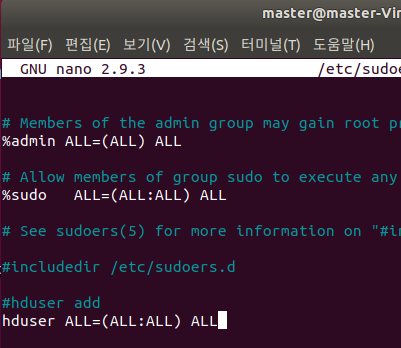 master@master-Vir
파일(F) 편집(E) 보기(V) 검색(S) 터미널(T) 도움말(H)
GNU nano 2.9.3 /etc/sudoe
# Members of the admin group may gain root pr
%admin ALL=(ALL) ALL
# Allow members of group sudo to execute any
%sudo ALL=(ALL:ALL) ALL
# See sudoers(5) for more information on "#in
#includedir /etc/sudoers.d
#hduser add
hduser ALL=(ALL:ALL) ALL